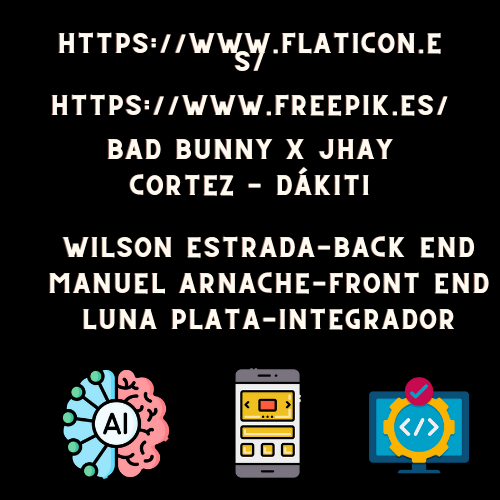 HTTPS://WWW.FLATICON.E
S/
HTTPS://WWW.FREEPIK.ES/
BAD BUNNY X JHAY
CORTEZ - DÁKITI
WILSON ESTRADA-BACK END
MANUEL ARNACHE-FRONT END
LUNA PLATA-INTEGRADOR
AI